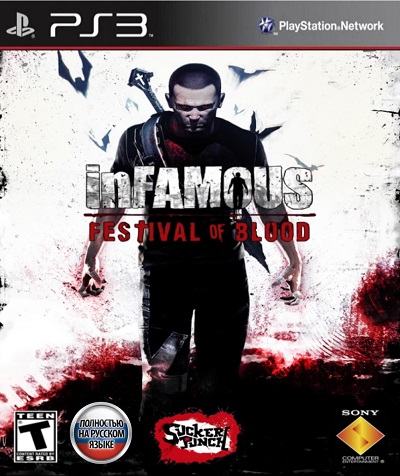 PS3
PlayStation Network
inFAMOUS
FESTIVAL OF BLOOD
TEEN
T
CONTENT RATED BY
ESRB
ПОЛНОСТЬЮ
НА РУССКОМ
ЯЗЫКЕ
SUCKER
PUNCH
SONY
COMPUTER
ENTERTAINMENT